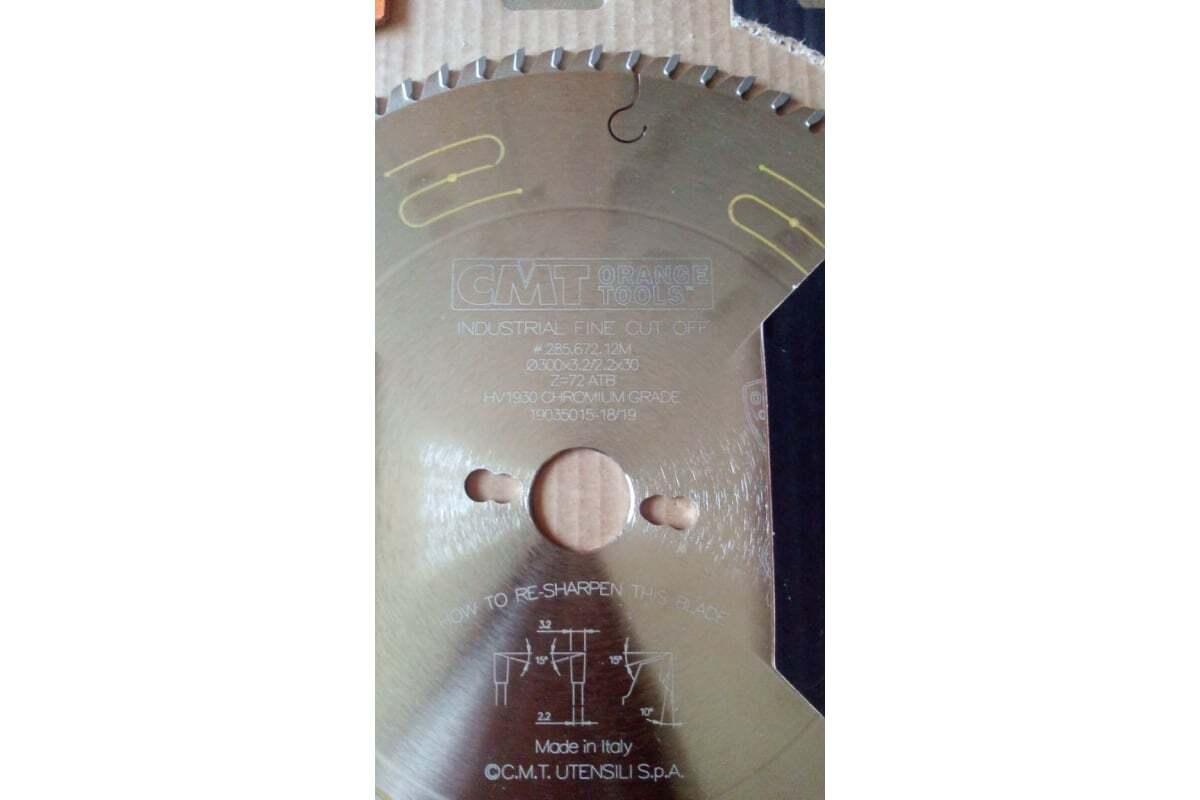 CMT ORANGE
TOOLS™
INDUSTRIAL FINE CUT OFF
# 285.672.12M
Ø300x3.2/2.2x30
Z=72 ATB
HV1930 CHROMIUM GRADE
19035015-18/19
HOW TO RE-SHARPEN THIS BLADE
3.2
15° 15°
10°
2.2
Made in Italy
©C.M.T. UTENSILI S.p.A.